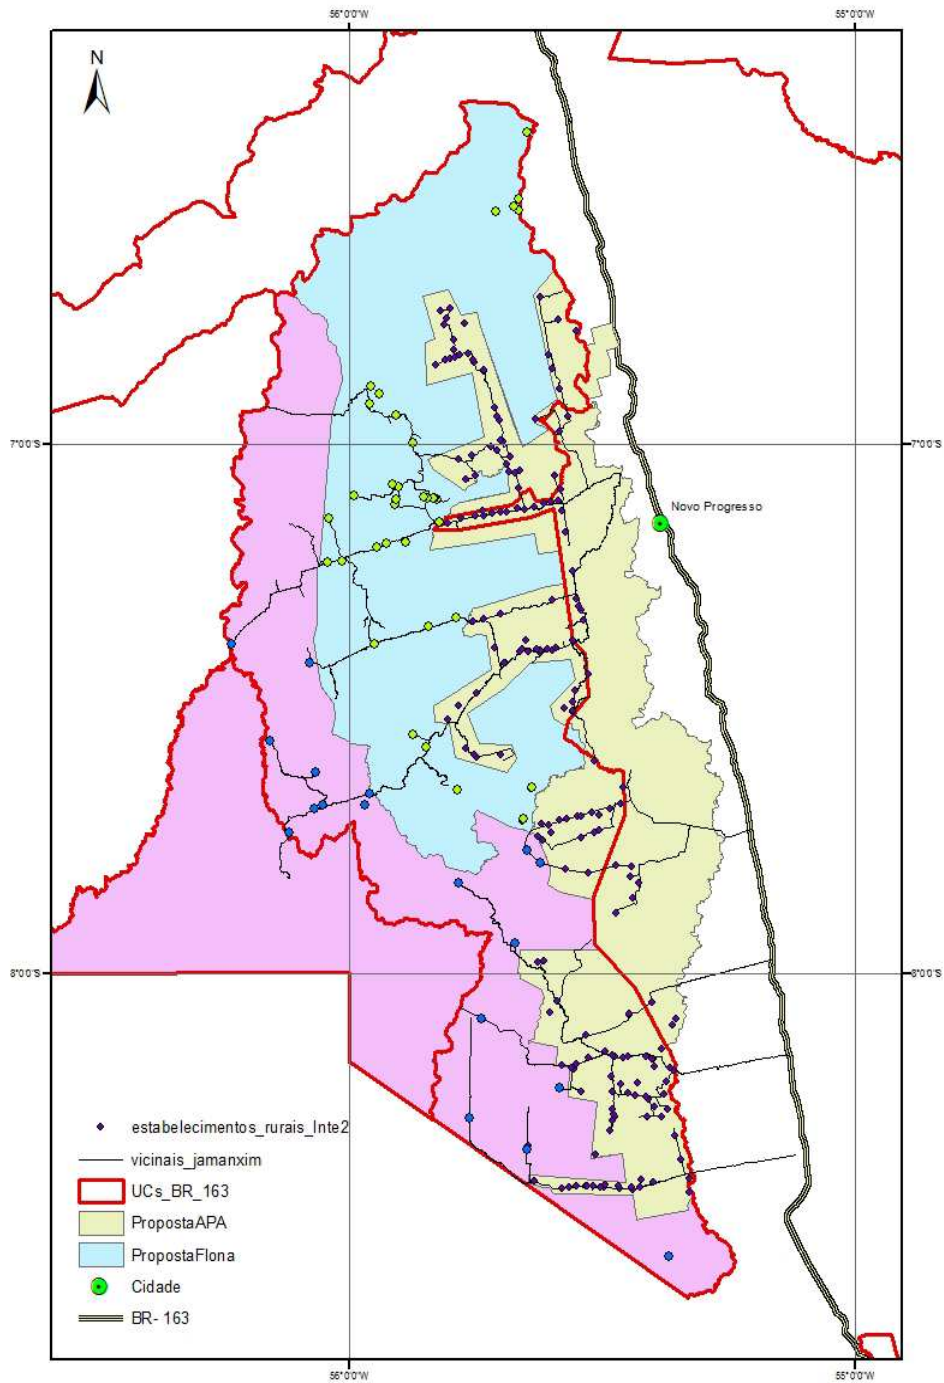 56°0'0"W
55°0'0"W
N
7°0'0"S
7°0'0"S
Novo Progresso
8°0'0"S
8°0'0"S
estabelecimentos_rurais_Inte2
vicinais_jamanxim
UCs_BR_163
PropostaAPA
PropostaFlona
Cidade
BR- 163
56°0'0"W
55°0'0"W